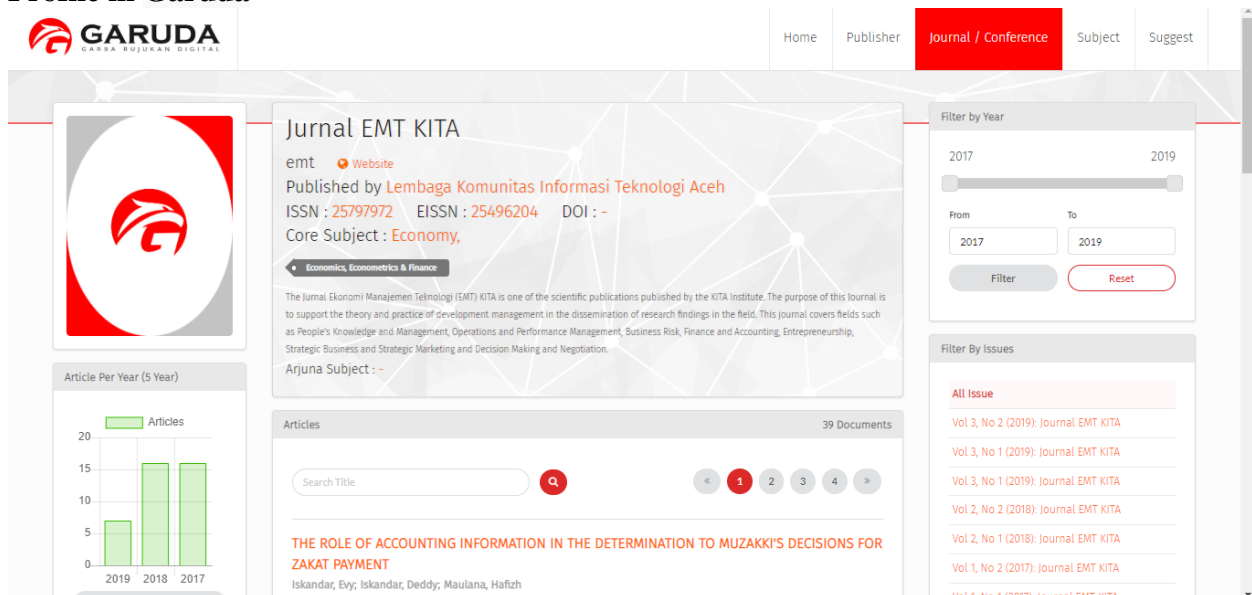 GARUDA
GARBA RUJUKAN DIGITAL
Home Publisher Journal / Conference Subject Suggest
Jurnal EMT KITA
emt Website
Published by Lembaga Komunitas Informasi Teknologi Aceh
ISSN : 25797972 EISSN : 25496204 DOI : -
Core Subject : Economy,
Economics, Econometrics & Finance
The Jurnal Ekonomi Manajemen Teknologi (EMT) KITA is one of the scientific publications published by the KITA Institute. The purpose of this Journal is
to support the theory and practice of development management in the dissemination of research findings in the field. This journal covers fields such
as People's Knowledge and Management, Operations and Performance Management, Business Risk, Finance and Accounting, Entrepreneurship,
Strategic Business and Strategic Marketing and Decision Making and Negotiation.
Arjuna Subject : -
Article Per Year (5 Year)
Articles
20
15
10
5
0
2019 2018 2017
Articles 39 Documents
Search Title
« 1 2 3 4 »
THE ROLE OF ACCOUNTING INFORMATION IN THE DETERMINATION TO MUZAKKI'S DECISIONS FOR
ZAKAT PAYMENT
Iskandar, Evy; Iskandar, Deddy; Maulana, Hafizh
Filter by Year
2017 2019
From To
2017 2019
Filter Reset
Filter By Issues
All Issue
Vol 3, No 2 (2019): Journal EMT KITA
Vol 3, No 1 (2019): Journal EMT KITA
Vol 3, No 1 (2019): Journal EMT KITA
Vol 2, No 2 (2018): Journal EMT KITA
Vol 2, No 1 (2018): Journal EMT KITA
Vol 1, No 2 (2017): Journal EMT KITA